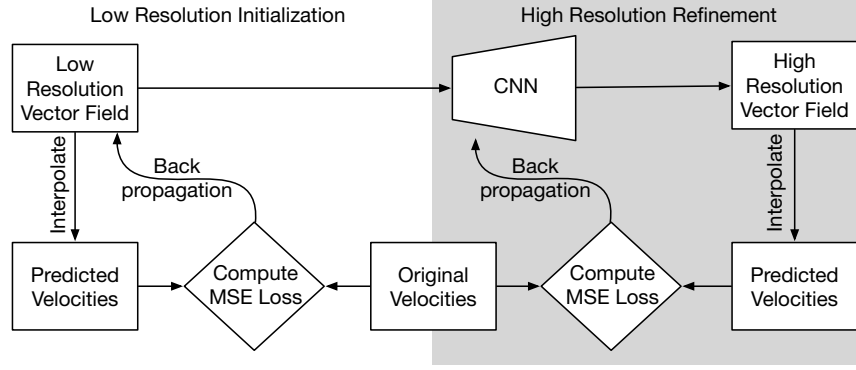 Low Resolution Initialization
High Resolution Refinement
Low
Resolution
Vector Field
CNN
High
Resolution
Vector Field
Interpolate
Back
propagation
Back
propagation
Interpolate
Predicted
Velocities
Compute
MSE Loss
Original
Velocities
Compute
MSE Loss
Predicted
Velocities